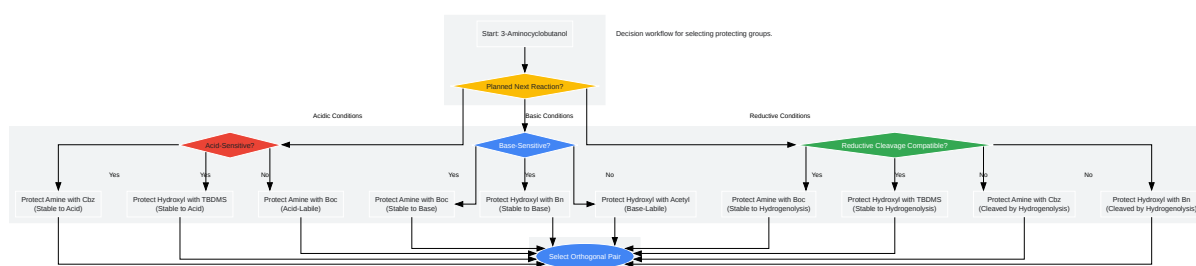 Start: 3-Aminocyclobutanol
Decision workflow for selecting protecting groups.
Planned Next Reaction?
Acidic Conditions
Basic Conditions
Reductive Conditions
Acid-Sensitive?
Base-Sensitive?
Reductive Cleavage Compatible?
Yes
Yes
No
Yes
Yes
No
Yes
Yes
No
No
Protect Amine with Cbz
(Stable to Acid)
Protect Hydroxyl with TBDMS
(Stable to Acid)
Protect Amine with Boc
(Acid-Labile)
Protect Amine with Boc
(Stable to Base)
Protect Hydroxyl with Bn
(Stable to Base)
Protect Hydroxyl with Acetyl
(Base-Labile)
Protect Amine with Boc
(Stable to Hydrogenolysis)
Protect Hydroxyl with TBDMS
(Stable to Hydrogenolysis)
Protect Amine with Cbz
(Cleaved by Hydrogenolysis)
Protect Hydroxyl with Bn
(Cleaved by Hydrogenolysis)
Select Orthogonal Pair